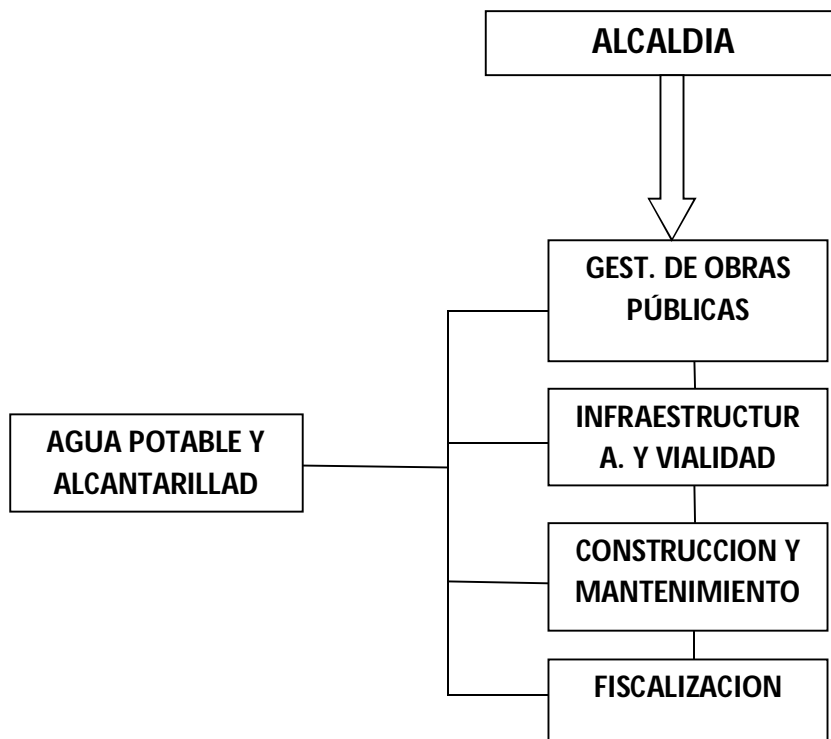 ALCALDIA
GEST. DE OBRAS
PÚBLICAS
INFRAESTRUCTUR
A. Y VIALIDAD
AGUA POTABLE Y
ALCANTARILLAD
CONSTRUCCION Y
MANTENIMIENTO
FISCALIZACION